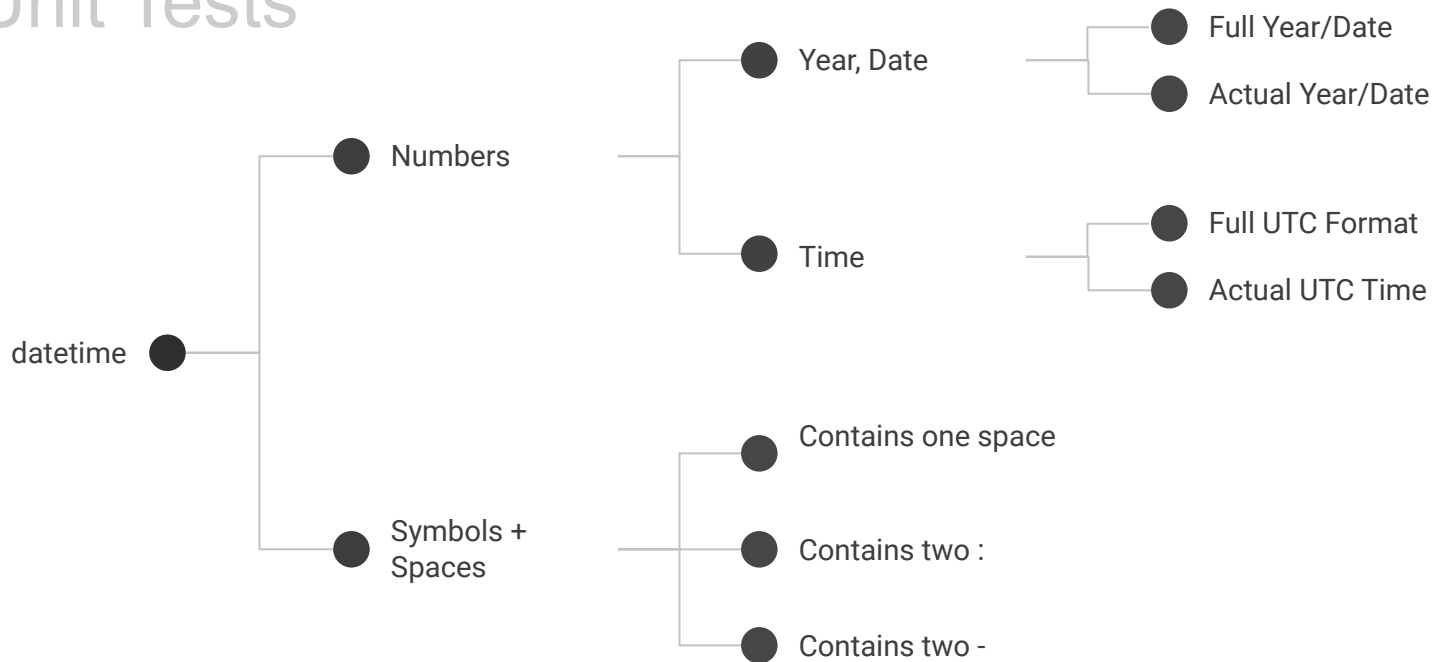 Unit Tests
Full Year/Date
Year, Date
Actual Year/Date
Numbers
Full UTC Format
Time
Actual UTC Time
datetime
Contains one space
Symbols +
Spaces
Contains two :
Contains two -